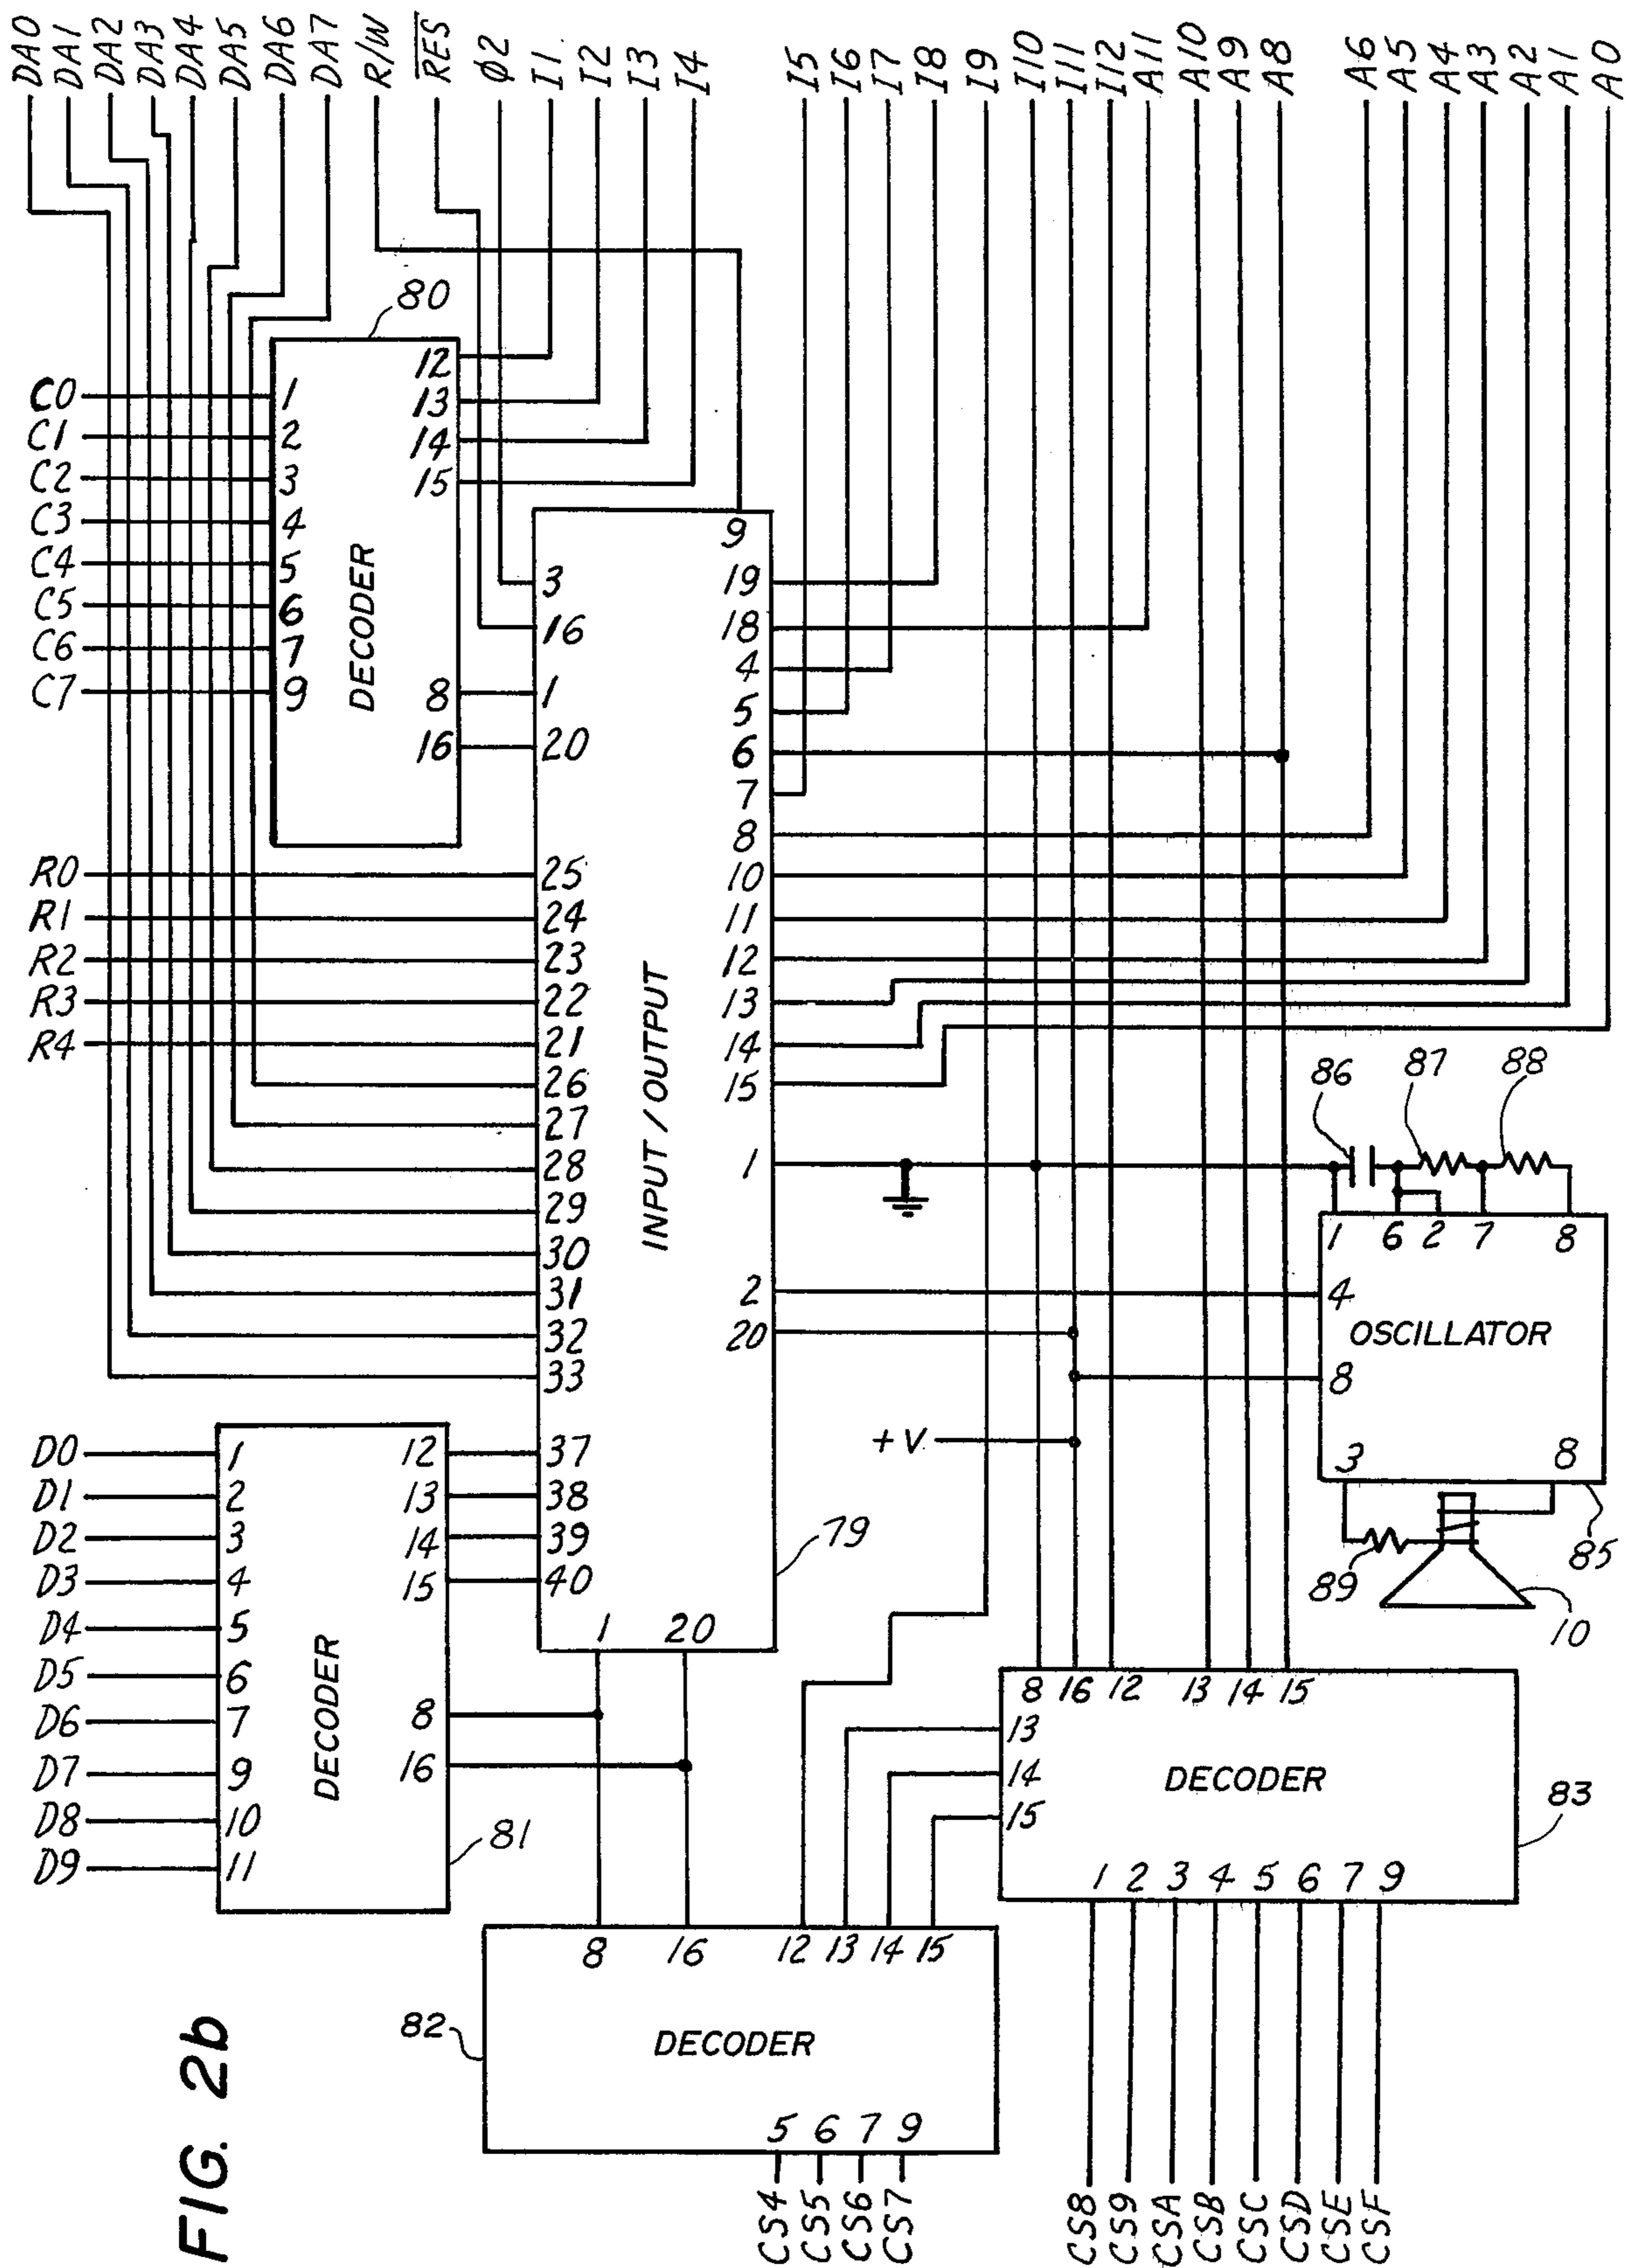 DA0
DA1
DA2
DA3
DA4
DA5
DA6
DA7
R/W
RES
φ2
I1
I2
I3
I4
I5
I6
I7
I8
I9
I10
I11
I12
A11
A10
A9
A8
A6
A5
A4
A3
A2
A1
A0
80
C0
C1
C2
C3
C4
C5
C6
C7
1
2
3
4
5
6
7
9
DECODER
12
13
14
15
8
16
R0
R1
R2
R3
R4
3
16
1
20
25
24
23
22
21
26
27
28
29
30
31
32
33
37
38
39
40
INPUT/OUTPUT
9
19
18
4
5
6
7
8
10
11
12
13
14
15
1
2
20
1
20
79
+V
86
87
88
1
6
2
7
8
4
OSCILLATOR
8
3
8
85
89
10
D0
D1
D2
D3
D4
D5
D6
D7
D8
D9
1
2
3
4
5
6
7
9
10
11
DECODER
12
13
14
15
8
16
81
8
16
12
13
14
15
82
DECODER
5
6
7
9
CS4
CS5
CS6
CS7
8
16
12
13
14
15
13
14
15
DECODER
83
1
2
3
4
5
6
7
9
CS8
CS9
CSA
CSB
CSC
CSD
CSE
CSF
FIG. 2b